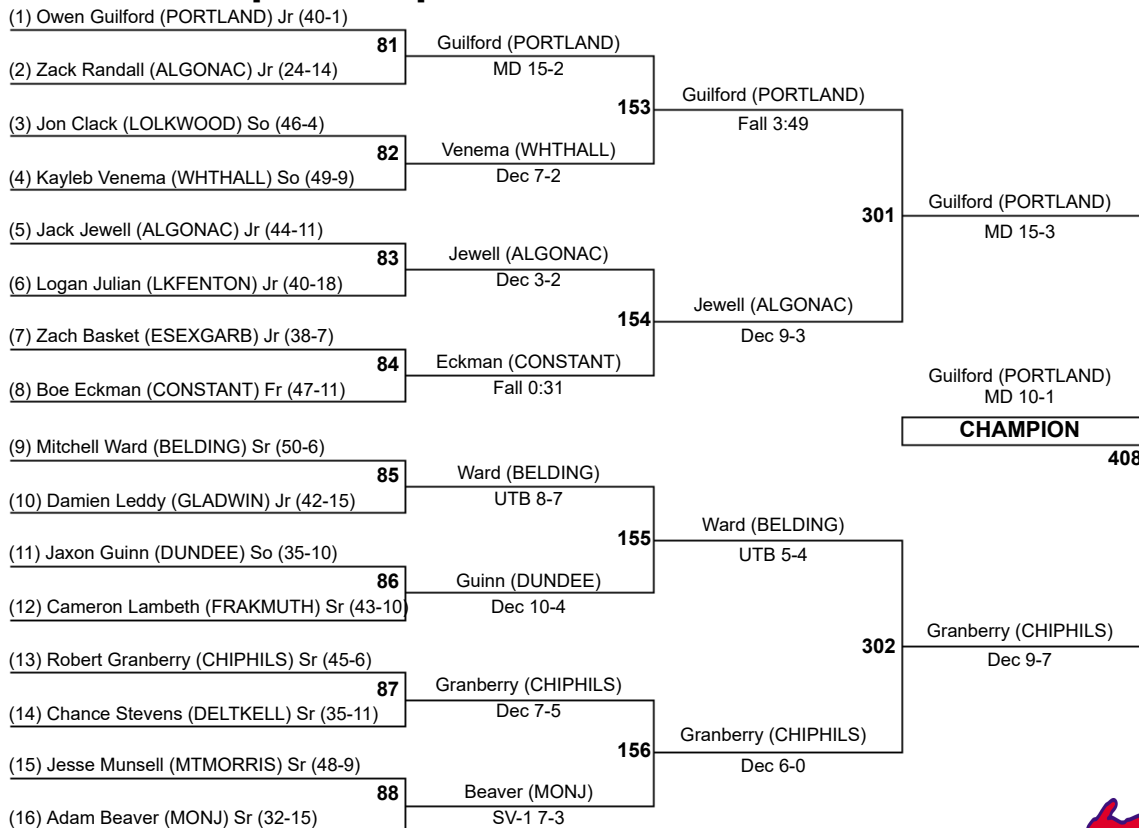 (1) Owen Guilford (PORTLAND) Jr (40-1)
81
(2) Zack Randall (ALGONAC) Jr (24-14)
Guilford (PORTLAND)
MD 15-2
153
(3) Jon Clack (LOLKWOOD) So (46-4)
82
(4) Kayleb Venema (WHTHALL) So (49-9)
Venema (WHTHALL)
Dec 7-2
Guilford (PORTLAND)
Fall 3:49
301
(5) Jack Jewell (ALGONAC) Jr (44-11)
83
(6) Logan Julian (LKFENTON) Jr (40-18)
Jewell (ALGONAC)
Dec 3-2
154
(7) Zach Basket (ESEXGARB) Jr (38-7)
84
(8) Boe Eckman (CONSTANT) Fr (47-11)
Eckman (CONSTANT)
Fall 0:31
Jewell (ALGONAC)
Dec 9-3
Guilford (PORTLAND)
MD 15-3
Guilford (PORTLAND)
MD 10-1
CHAMPION
408
(9) Mitchell Ward (BELDING) Sr (50-6)
85
(10) Damien Leddy (GLADWIN) Jr (42-15)
Ward (BELDING)
UTB 8-7
155
(11) Jaxon Guinn (DUNDEE) So (35-10)
86
(12) Cameron Lambeth (FRAKMUTH) Sr (43-10)
Guinn (DUNDEE)
Dec 10-4
Ward (BELDING)
UTB 5-4
302
(13) Robert Granberry (CHIPHILS) Sr (45-6)
87
(14) Chance Stevens (DELTKELL) Sr (35-11)
Granberry (CHIPHILS)
Dec 7-5
156
(15) Jesse Munsell (MTMORRIS) Sr (48-9)
88
(16) Adam Beaver (MONJ) Sr (32-15)
Beaver (MONJ)
SV-1 7-3
Granberry (CHIPHILS)
Dec 6-0
Granberry (CHIPHILS)
Dec 9-7